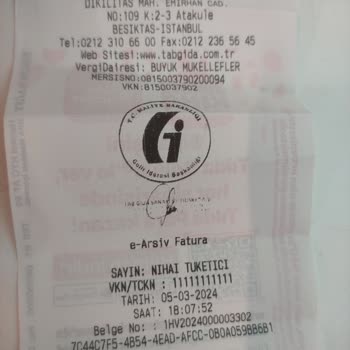 DIKILITAS MAH. EMIRHAN CAD.
NO:109 K:2-3 Atakule
BESIKTAS-ISTANBUL
Tel:0212 310 66 00 Fax:0212 236 56 45
Web Sitesi:www.tabgida.com.tr
VergiDairesi: BUYUK MUKELLEFLER
MERSISNO:0815003790200094
VKN:8150037902
T.C. MALİYE BAKANLIĞI
Gelir İdaresi Başkanlığı
e-Arsiv Fatura
SAYIN: NIHAI TUKETICI
VKN/TCKN : 11111111111
TARIH: 05-03-2024
SAAT: 18:07:52
Belge No: : 1HV2024000003302
7C44C7F5-4B54-4EAD-AFCC-0B0A059BB6B1